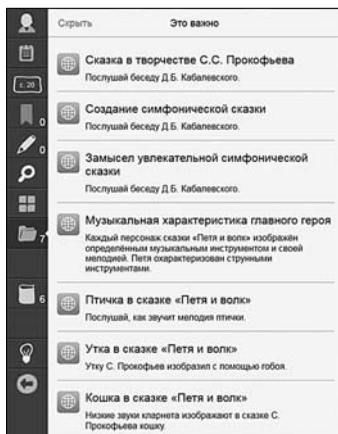 Скрыть Это важно
Сказка в творчестве С.С. Прокофьева
Послушай беседу Д.Б. Кабалевского.
с. 20
Создание симфонической сказки
Послушай беседу Д.Б. Кабалевского.
0
0
Замысел увлекательной симфонической
сказки
Послушай беседу Д.Б. Кабалевского.
Музыкальная характеристика главного героя
7
Каждый персонаж сказки «Петя и волк» изображён
определённым музыкальным инструментом и своей
мелодией. Петя охарактеризован струнными
инструментами.
6
Птичка в сказке «Петя и волк»
Послушай, как звучит мелодия птички.
Утка в сказке «Петя и волк»
Утку С. Прокофьев изобразил с помощью гобоя.
Кошка в сказке «Петя и волк»
Низкие звуки кларнета изображают в сказке С.
Прокофьева кошку.